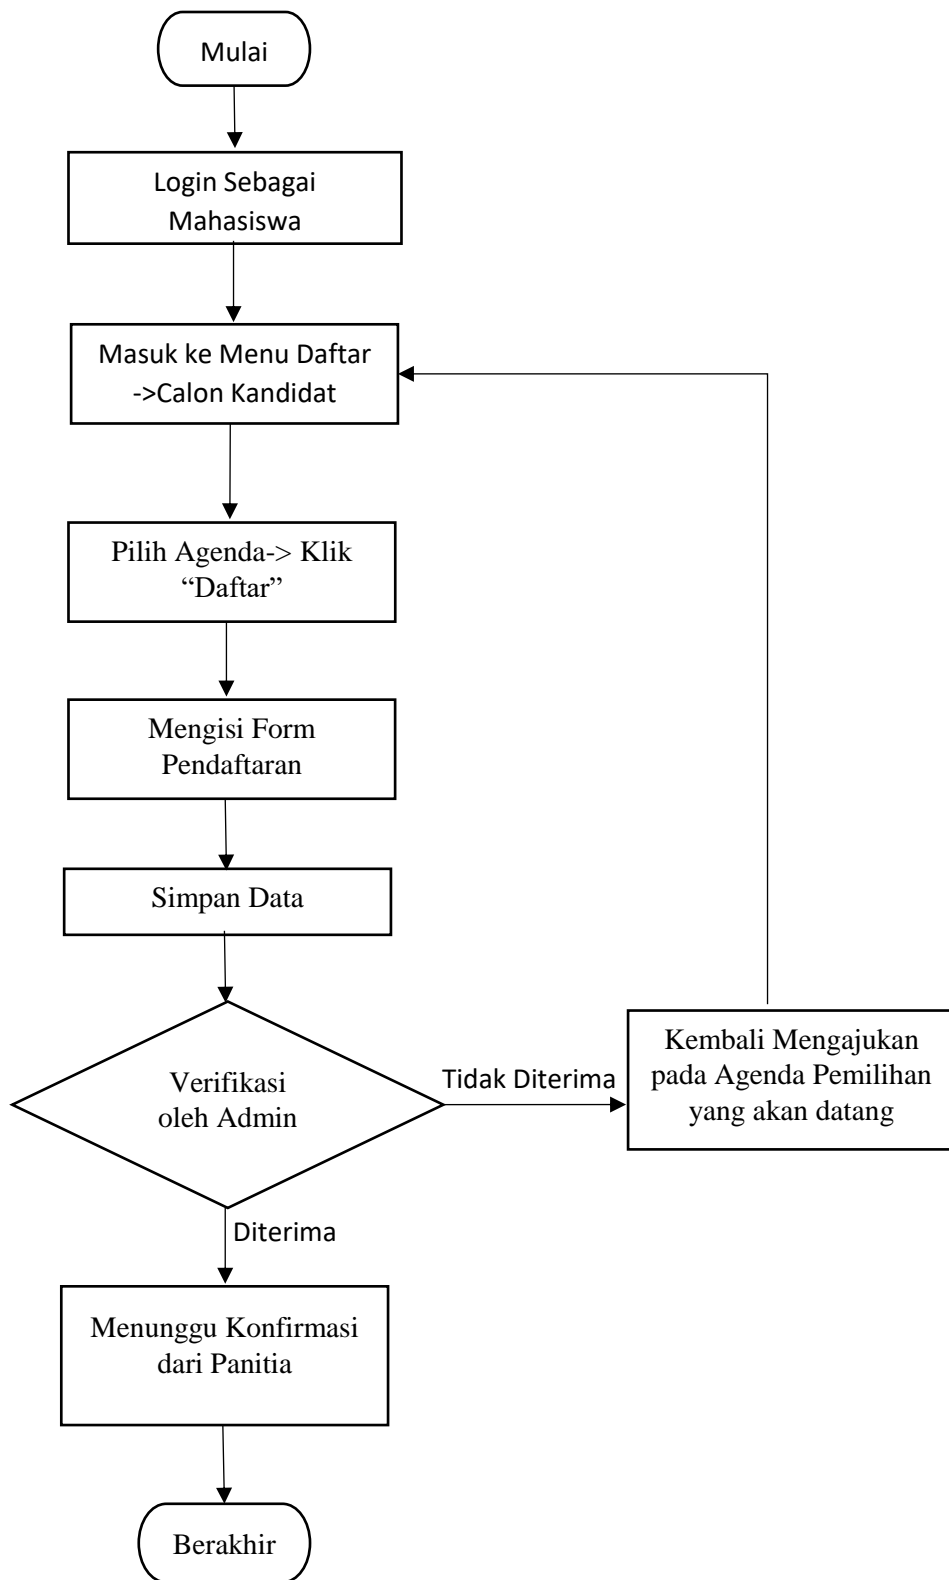 Mulai
Login Sebagai
Mahasiswa
Masuk ke Menu Daftar
->Calon Kandidat
Pilih Agenda-> Klik
“Daftar”
Mengisi Form
Pendaftaran
Simpan Data
Verifikasi
oleh Admin
Tidak Diterima
Kembali Mengajukan
pada Agenda Pemilihan
yang akan datang
Diterima
Menunggu Konfirmasi
dari Panitia
Berakhir